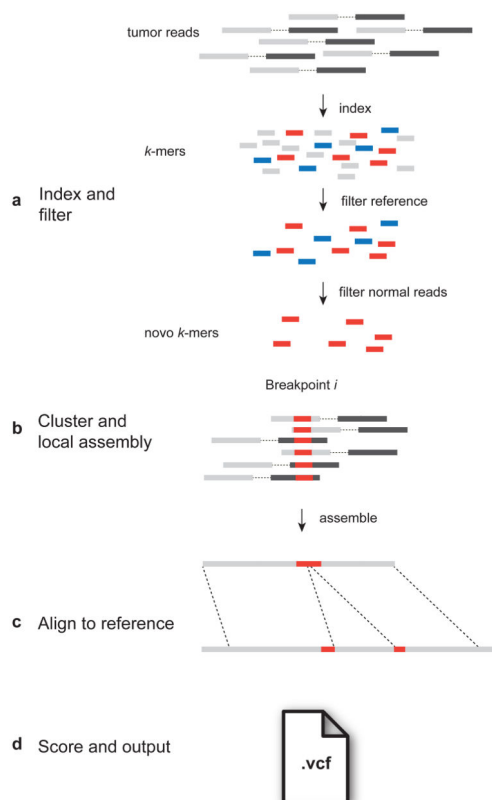 tumor reads
index
k-mers
a Index and
filter
filter reference
filter normal reads
novo k-mers
Breakpoint i
b Cluster and
local assembly
assemble
c Align to reference
d Score and output
.vcf